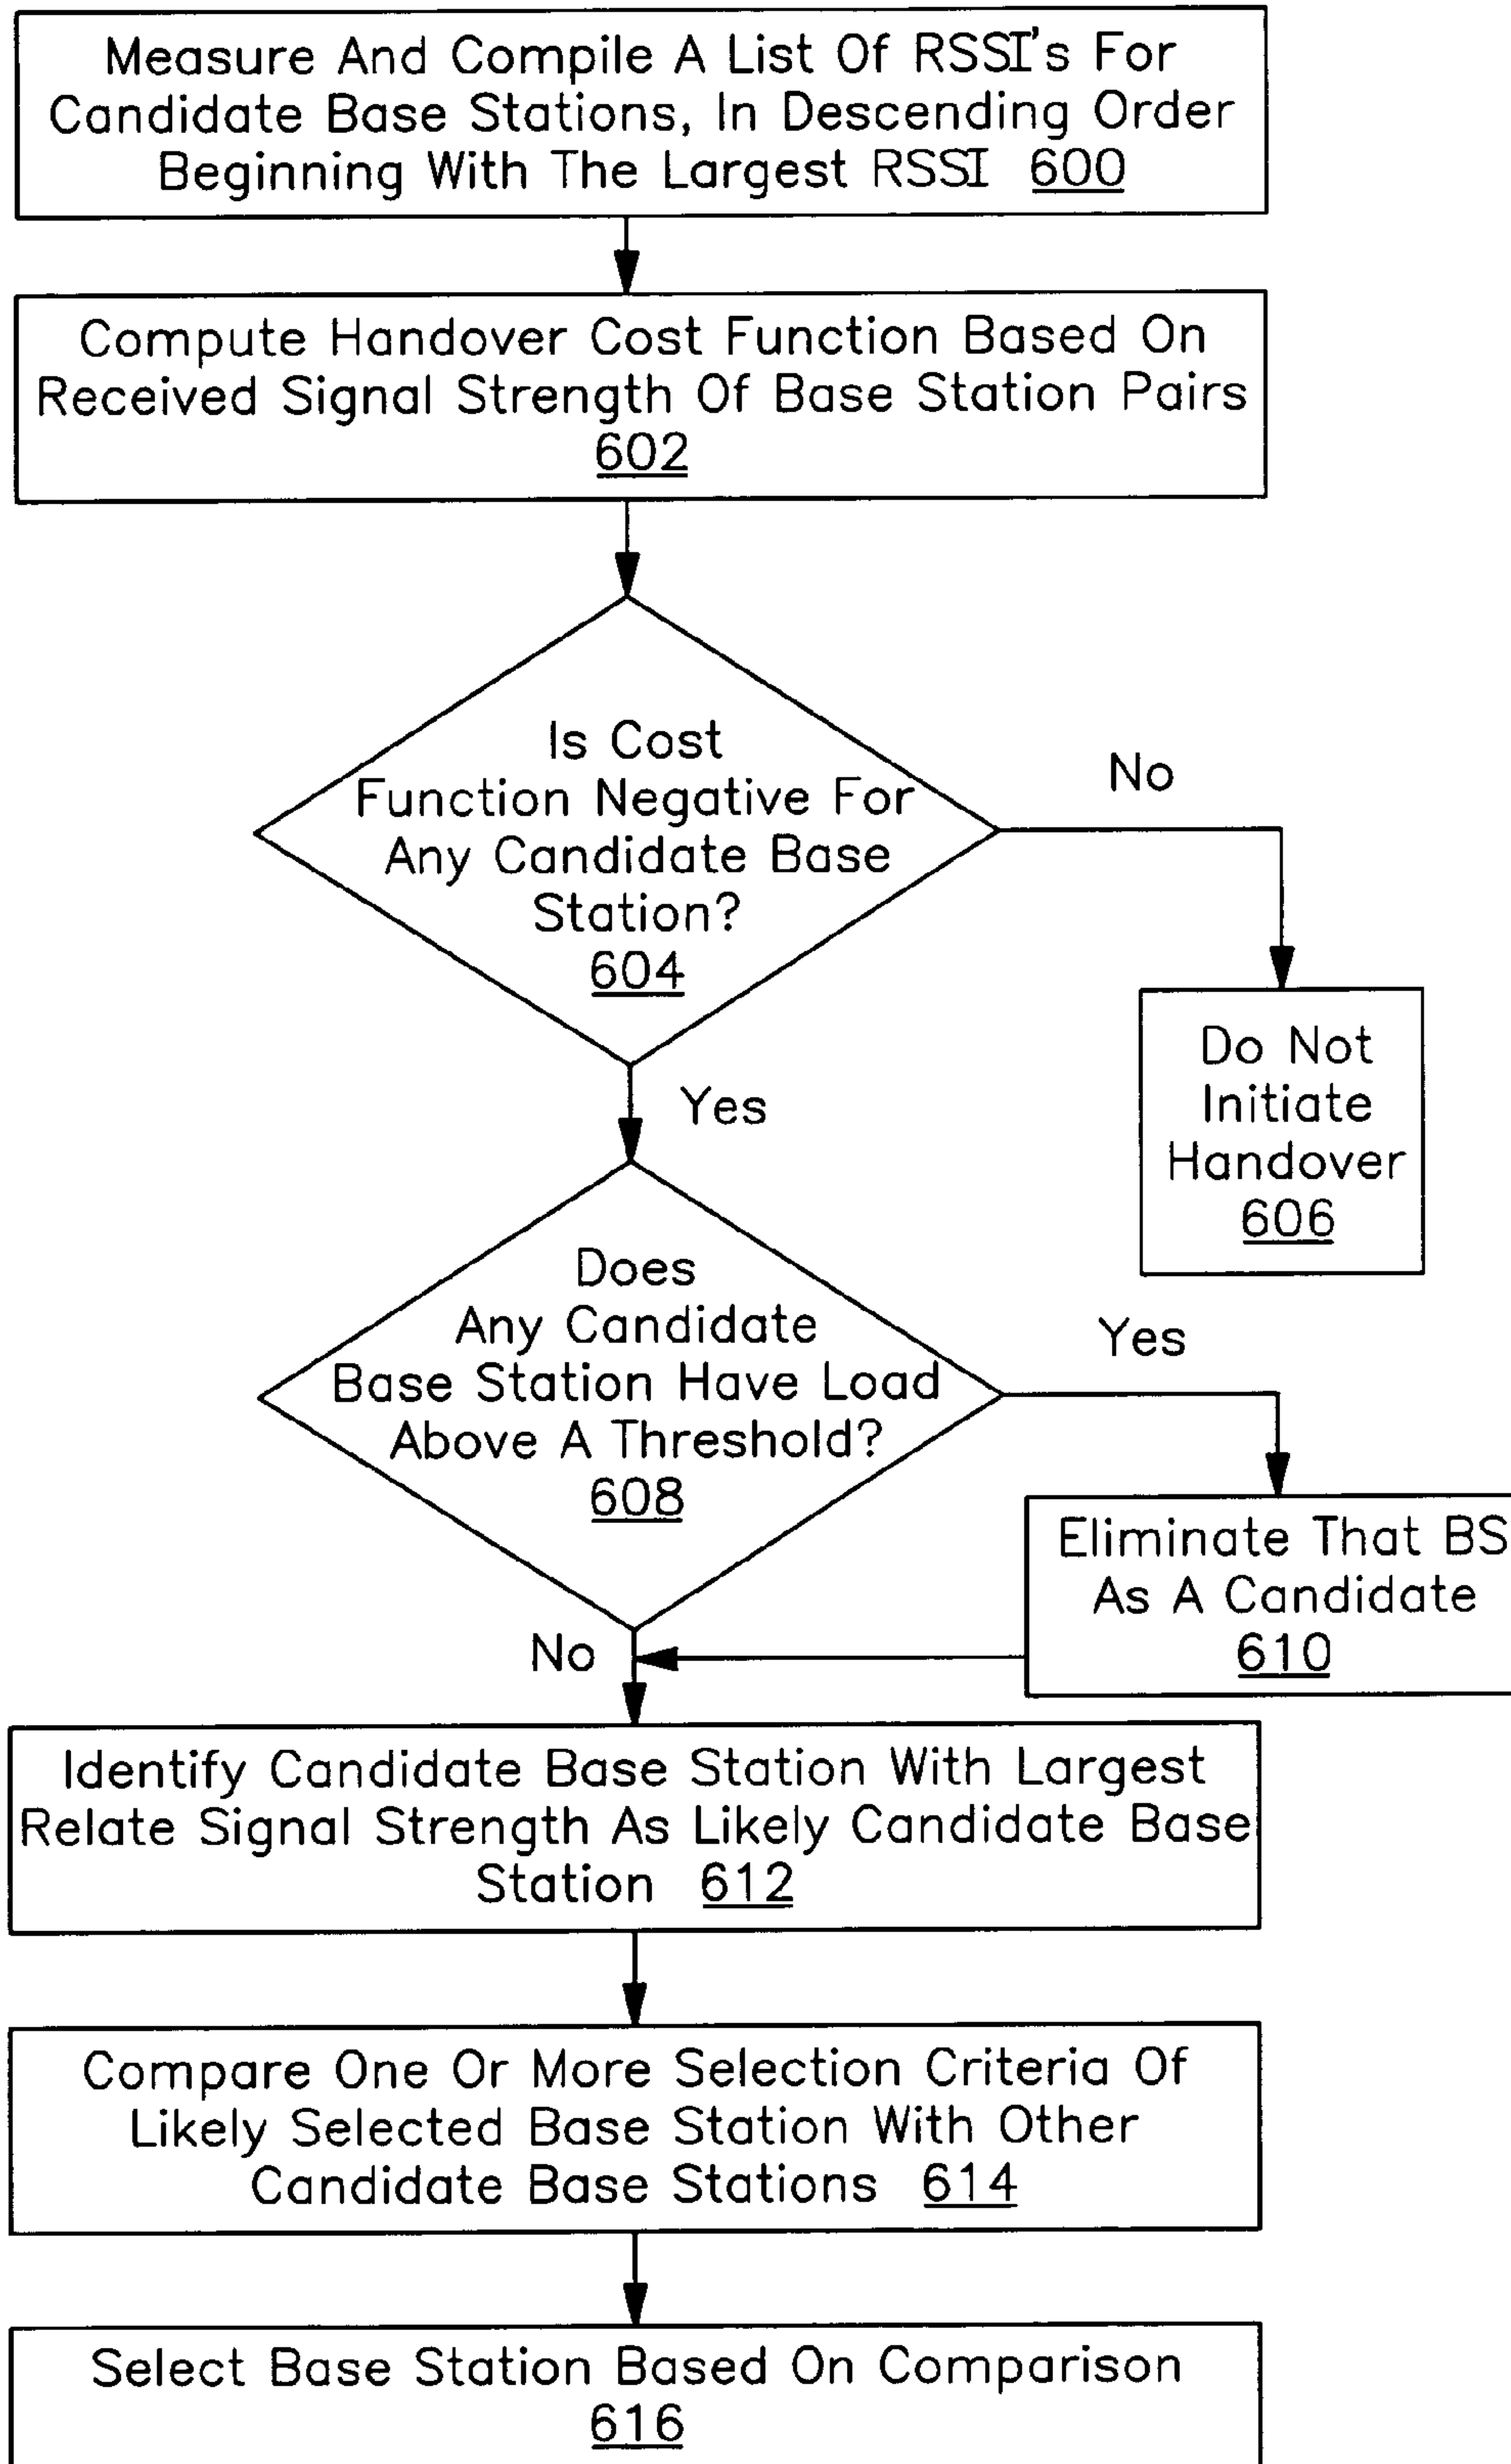 Measure And Compile A List Of RSSI's For
Candidate Base Stations, In Descending Order
Beginning With The Largest RSSI 600
Compute Handover Cost Function Based On
Received Signal Strength Of Base Station Pairs
602
Is Cost
Function Negative For
Any Candidate Base
Station?
604
No
Do Not
Initiate
Handover
606
Yes
Does
Any Candidate
Base Station Have Load
Above A Threshold?
608
Yes
Eliminate That BS
As A Candidate
610
No
Identify Candidate Base Station With Largest
Relate Signal Strength As Likely Candidate Base
Station 612
Compare One Or More Selection Criteria Of
Likely Selected Base Station With Other
Candidate Base Stations 614
Select Base Station Based On Comparison
616